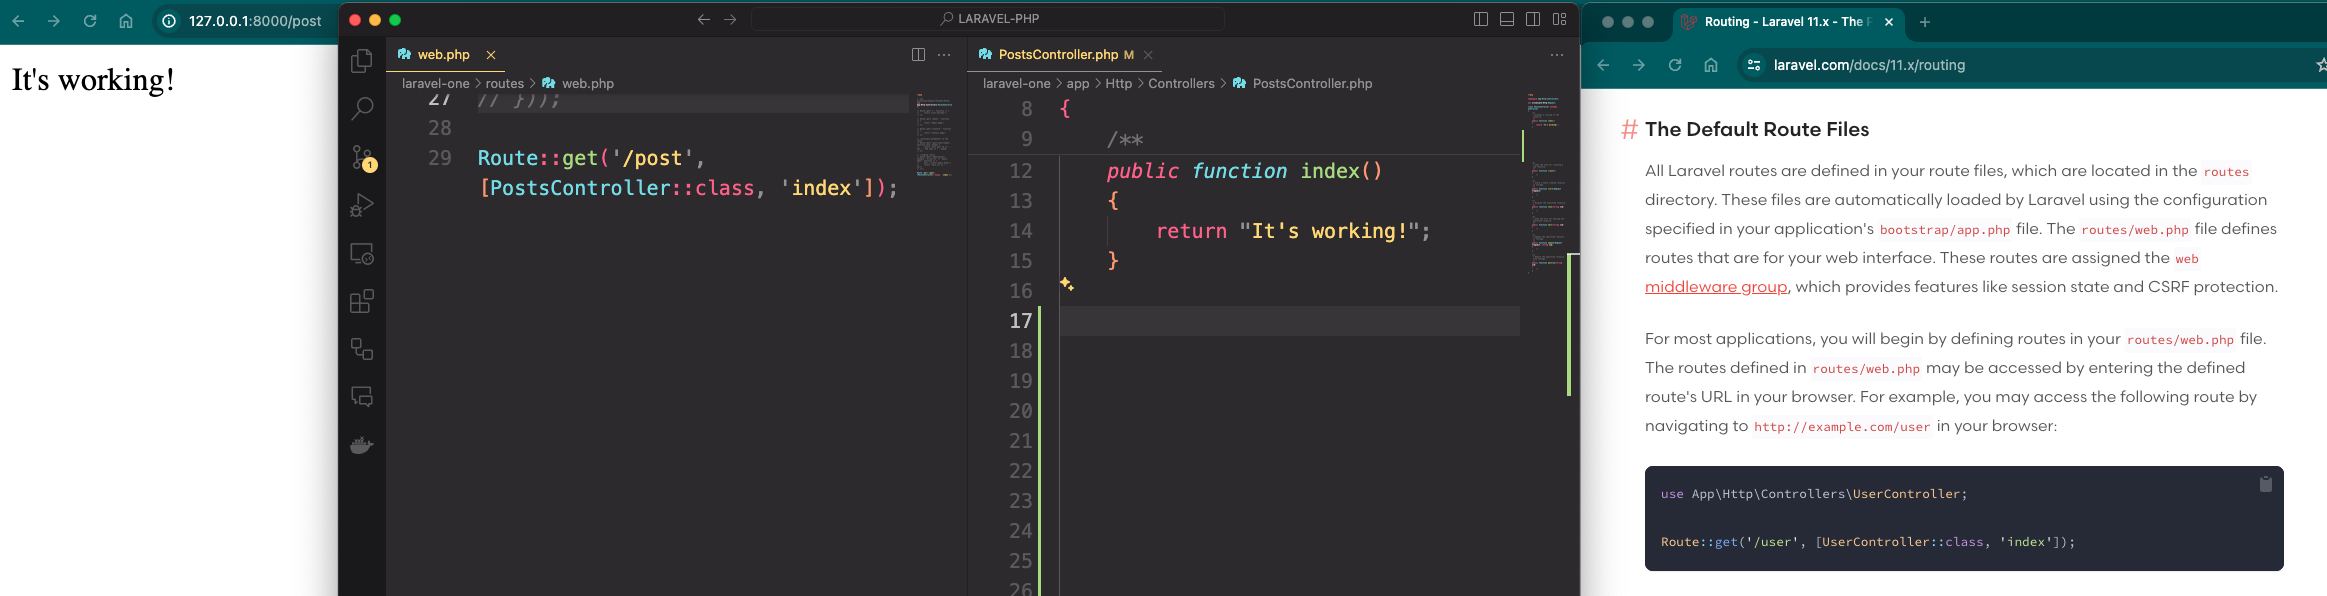 127.0.0.1:8000/post
It's working!
LARAVEL-PHP
web.php
laravel-one > routes > web.php
27 // }));
28
29 Route::get('/post',
[PostsController::class, 'index']);
1
PostsController.php M
laravel-one > app > Http > Controllers > PostsController.php
8 {
9 /**
12 public function index()
13 {
14 return "It's working!";
15 }
16
17
18
19
20
21
22
23
24
25
26
Routing - Laravel 11.x - The
laravel.com/docs/11.x/routing
# The Default Route Files
All Laravel routes are defined in your route files, which are located in the routes
directory. These files are automatically loaded by Laravel using the configuration
specified in your application's bootstrap/app.php file. The routes/web.php file defines
routes that are for your web interface. These routes are assigned the web
middleware group, which provides features like session state and CSRF protection.
For most applications, you will begin by defining routes in your routes/web.php file.
The routes defined in routes/web.php may be accessed by entering the defined
route's URL in your browser. For example, you may access the following route by
navigating to http://example.com/user in your browser:
use App\Http\Controllers\UserController;
Route::get('/user', [UserController::class, 'index']);